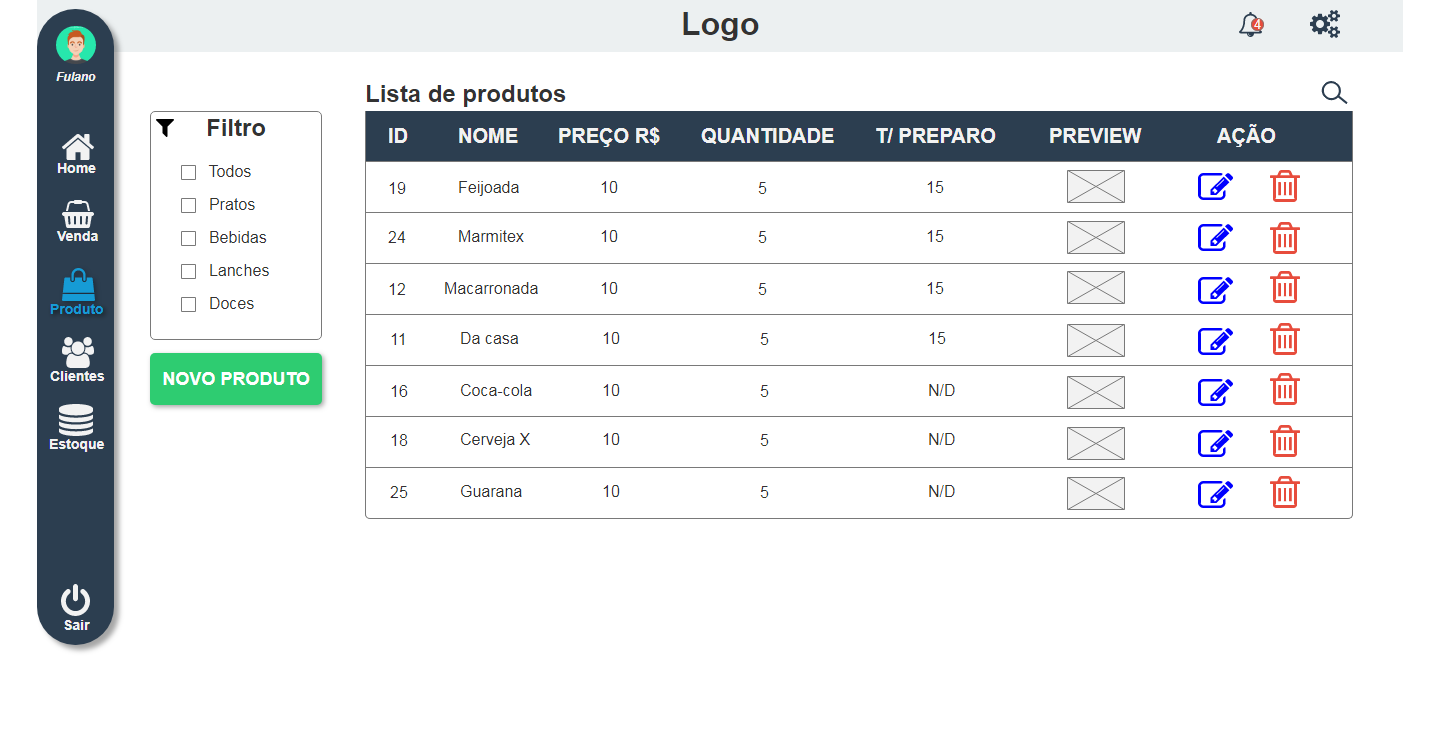 Logo
4
Fulano
Home
Venda
Produto
Clientes
Estoque
Sair
Filtro
Todos
Pratos
Bebidas
Lanches
Doces
NOVO PRODUTO
Lista de produtos
ID NOME PREÇO R$ QUANTIDADE T/ PREPARO PREVIEW AÇÃO
19 Feijoada 10 5 15
24 Marmitex 10 5 15
12 Macarronada 10 5 15
11 Da casa 10 5 15
16 Coca-cola 10 5 N/D
18 Cerveja X 10 5 N/D
25 Guarana 10 5 N/D